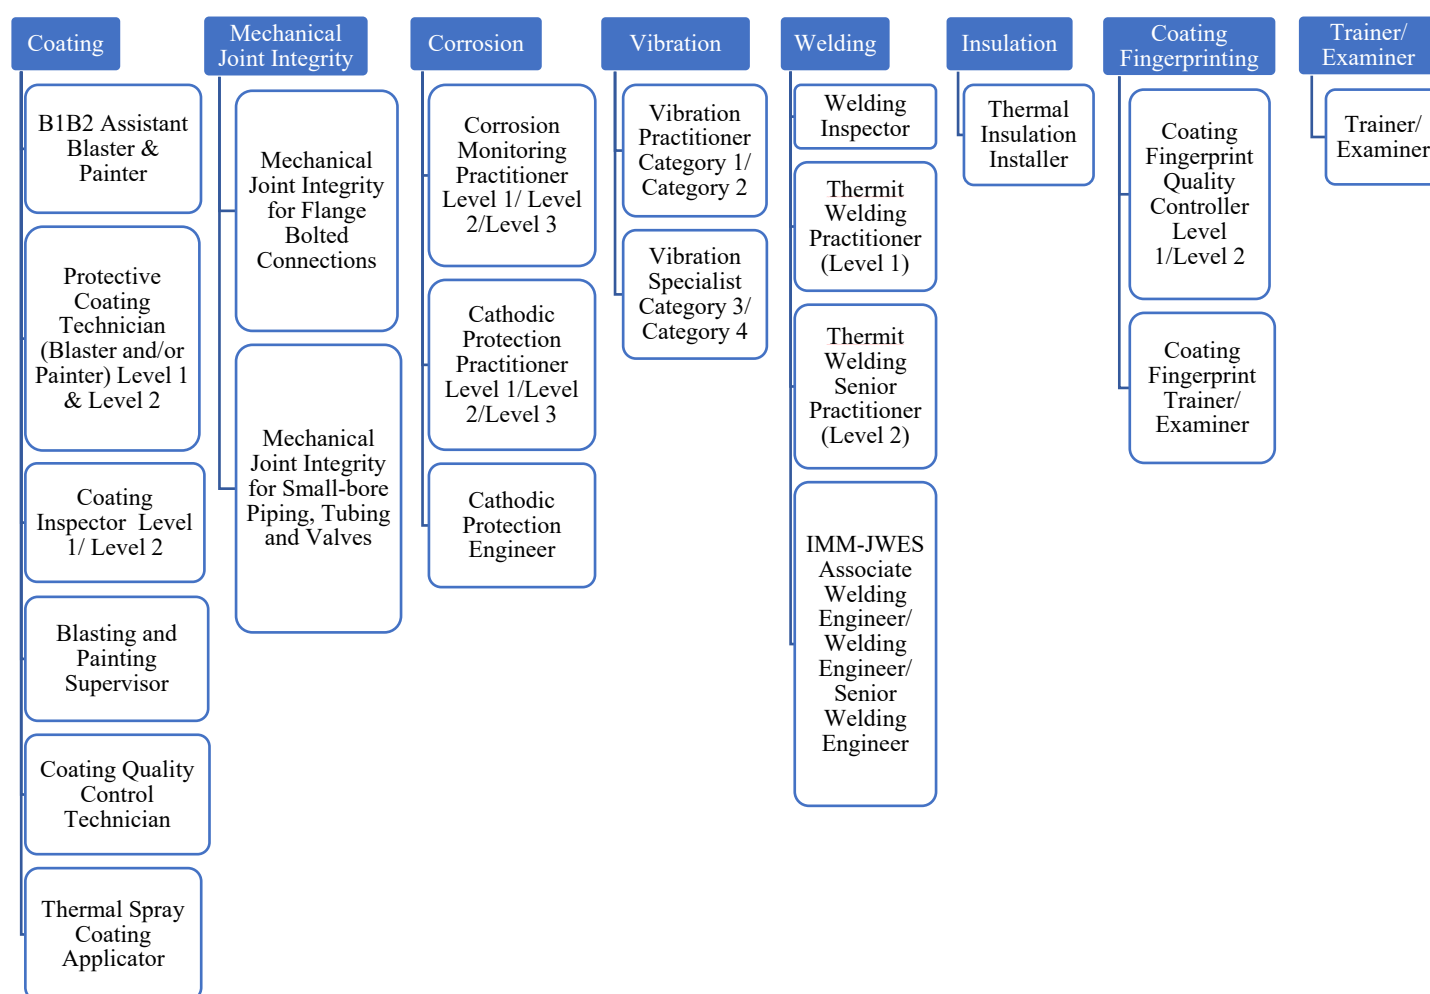 Coating
B1B2 Assistant
Blaster &
Painter
Protective
Coating
Technician
(Blaster and/or
Painter) Level 1
& Level 2
Coating
Inspector  Level
1/ Level 2
Blasting and
Painting
Supervisor
Coating Quality
Control
Technician
Thermal Spray
Coating
Applicator
Mechanical
Joint Integrity
Mechanical
Joint Integrity
for Flange
Bolted
Connections
Mechanical
Joint Integrity
for Small-bore
Piping, Tubing
and Valves
Corrosion
Corrosion
Monitoring
Practitioner
Level 1/ Level
2/Level 3
Cathodic
Protection
Practitioner
Level 1/Level
2/Level 3
Cathodic
Protection
Engineer
Vibration
Vibration
Practitioner
Category 1/
Category 2
Vibration
Specialist
Category 3/
Category 4
Welding
Welding
Inspector
Thermit
Welding
Practitioner
(Level 1)
Thermit
Welding
Senior
Practitioner
(Level 2)
IMM-JWES
Associate
Welding
Engineer/
Welding
Engineer/
Senior
Welding
Engineer
Insulation
Thermal
Insulation
Installer
Coating
Fingerprinting
Coating
Fingerprint
Quality
Controller
Level
1/Level 2
Coating
Fingerprint
Trainer/
Examiner
Trainer/
Examiner
Trainer/
Examiner